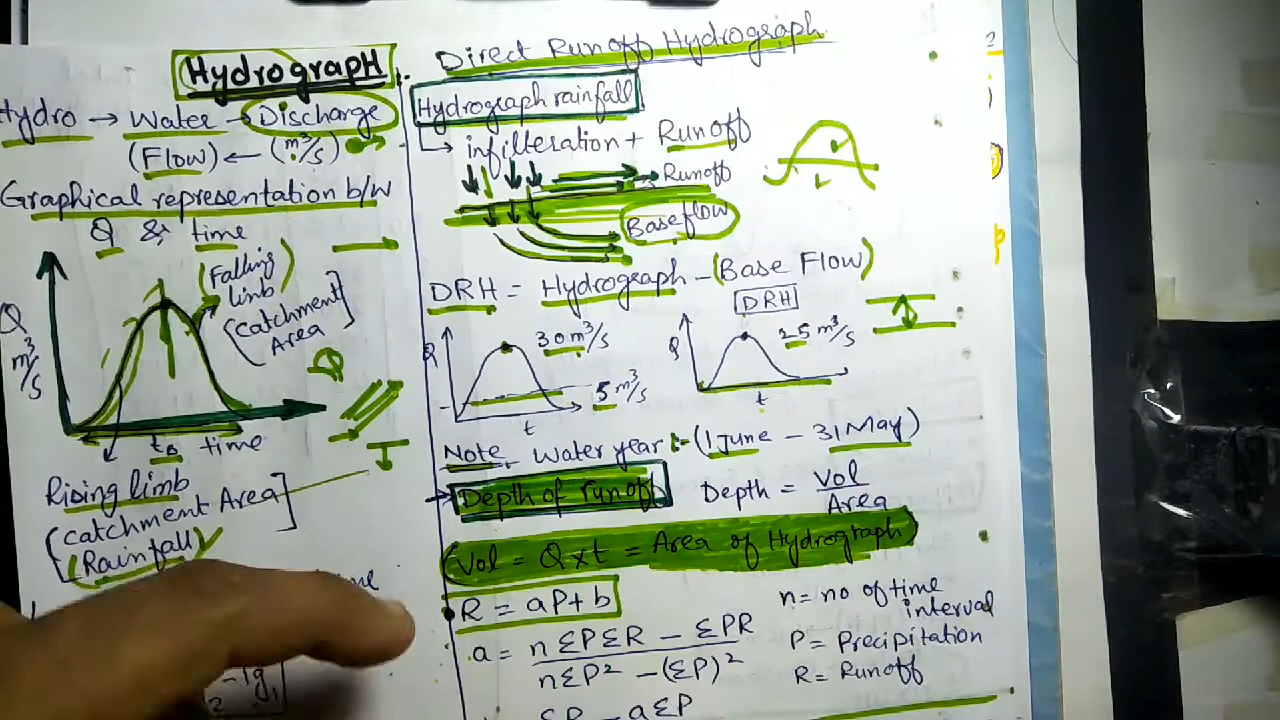 HydrograpH
Hydro → Water → Discharge
(Flow) ← (m³/s)
Graphical representation b/w
Q & time
(Falling
limb)
[Catchment
Area]
Q
m³/s
Q
I
t_B time
Rising limb
[Catchment Area]
(Rainfall)
Direct Runoff Hydrograph
Hydrograph rainfall
infilteration + Runoff
→ Runoff
Baseflow
DRH = Hydrograph - (Base Flow)
DRH
Q 30 m³/s
5 m³/s
t
Q 25 m³/s
t
Note, Water year :- (1 June - 31 May)
Depth of runoff Depth = Vol / Area
Vol = Q x t = Area of Hydrograph
R = aP + b
n = no of time
interval
a = n ΣPΣR - ΣPR / nΣP² - (ΣP)²
P = Precipitation
R = Runoff
aΣP